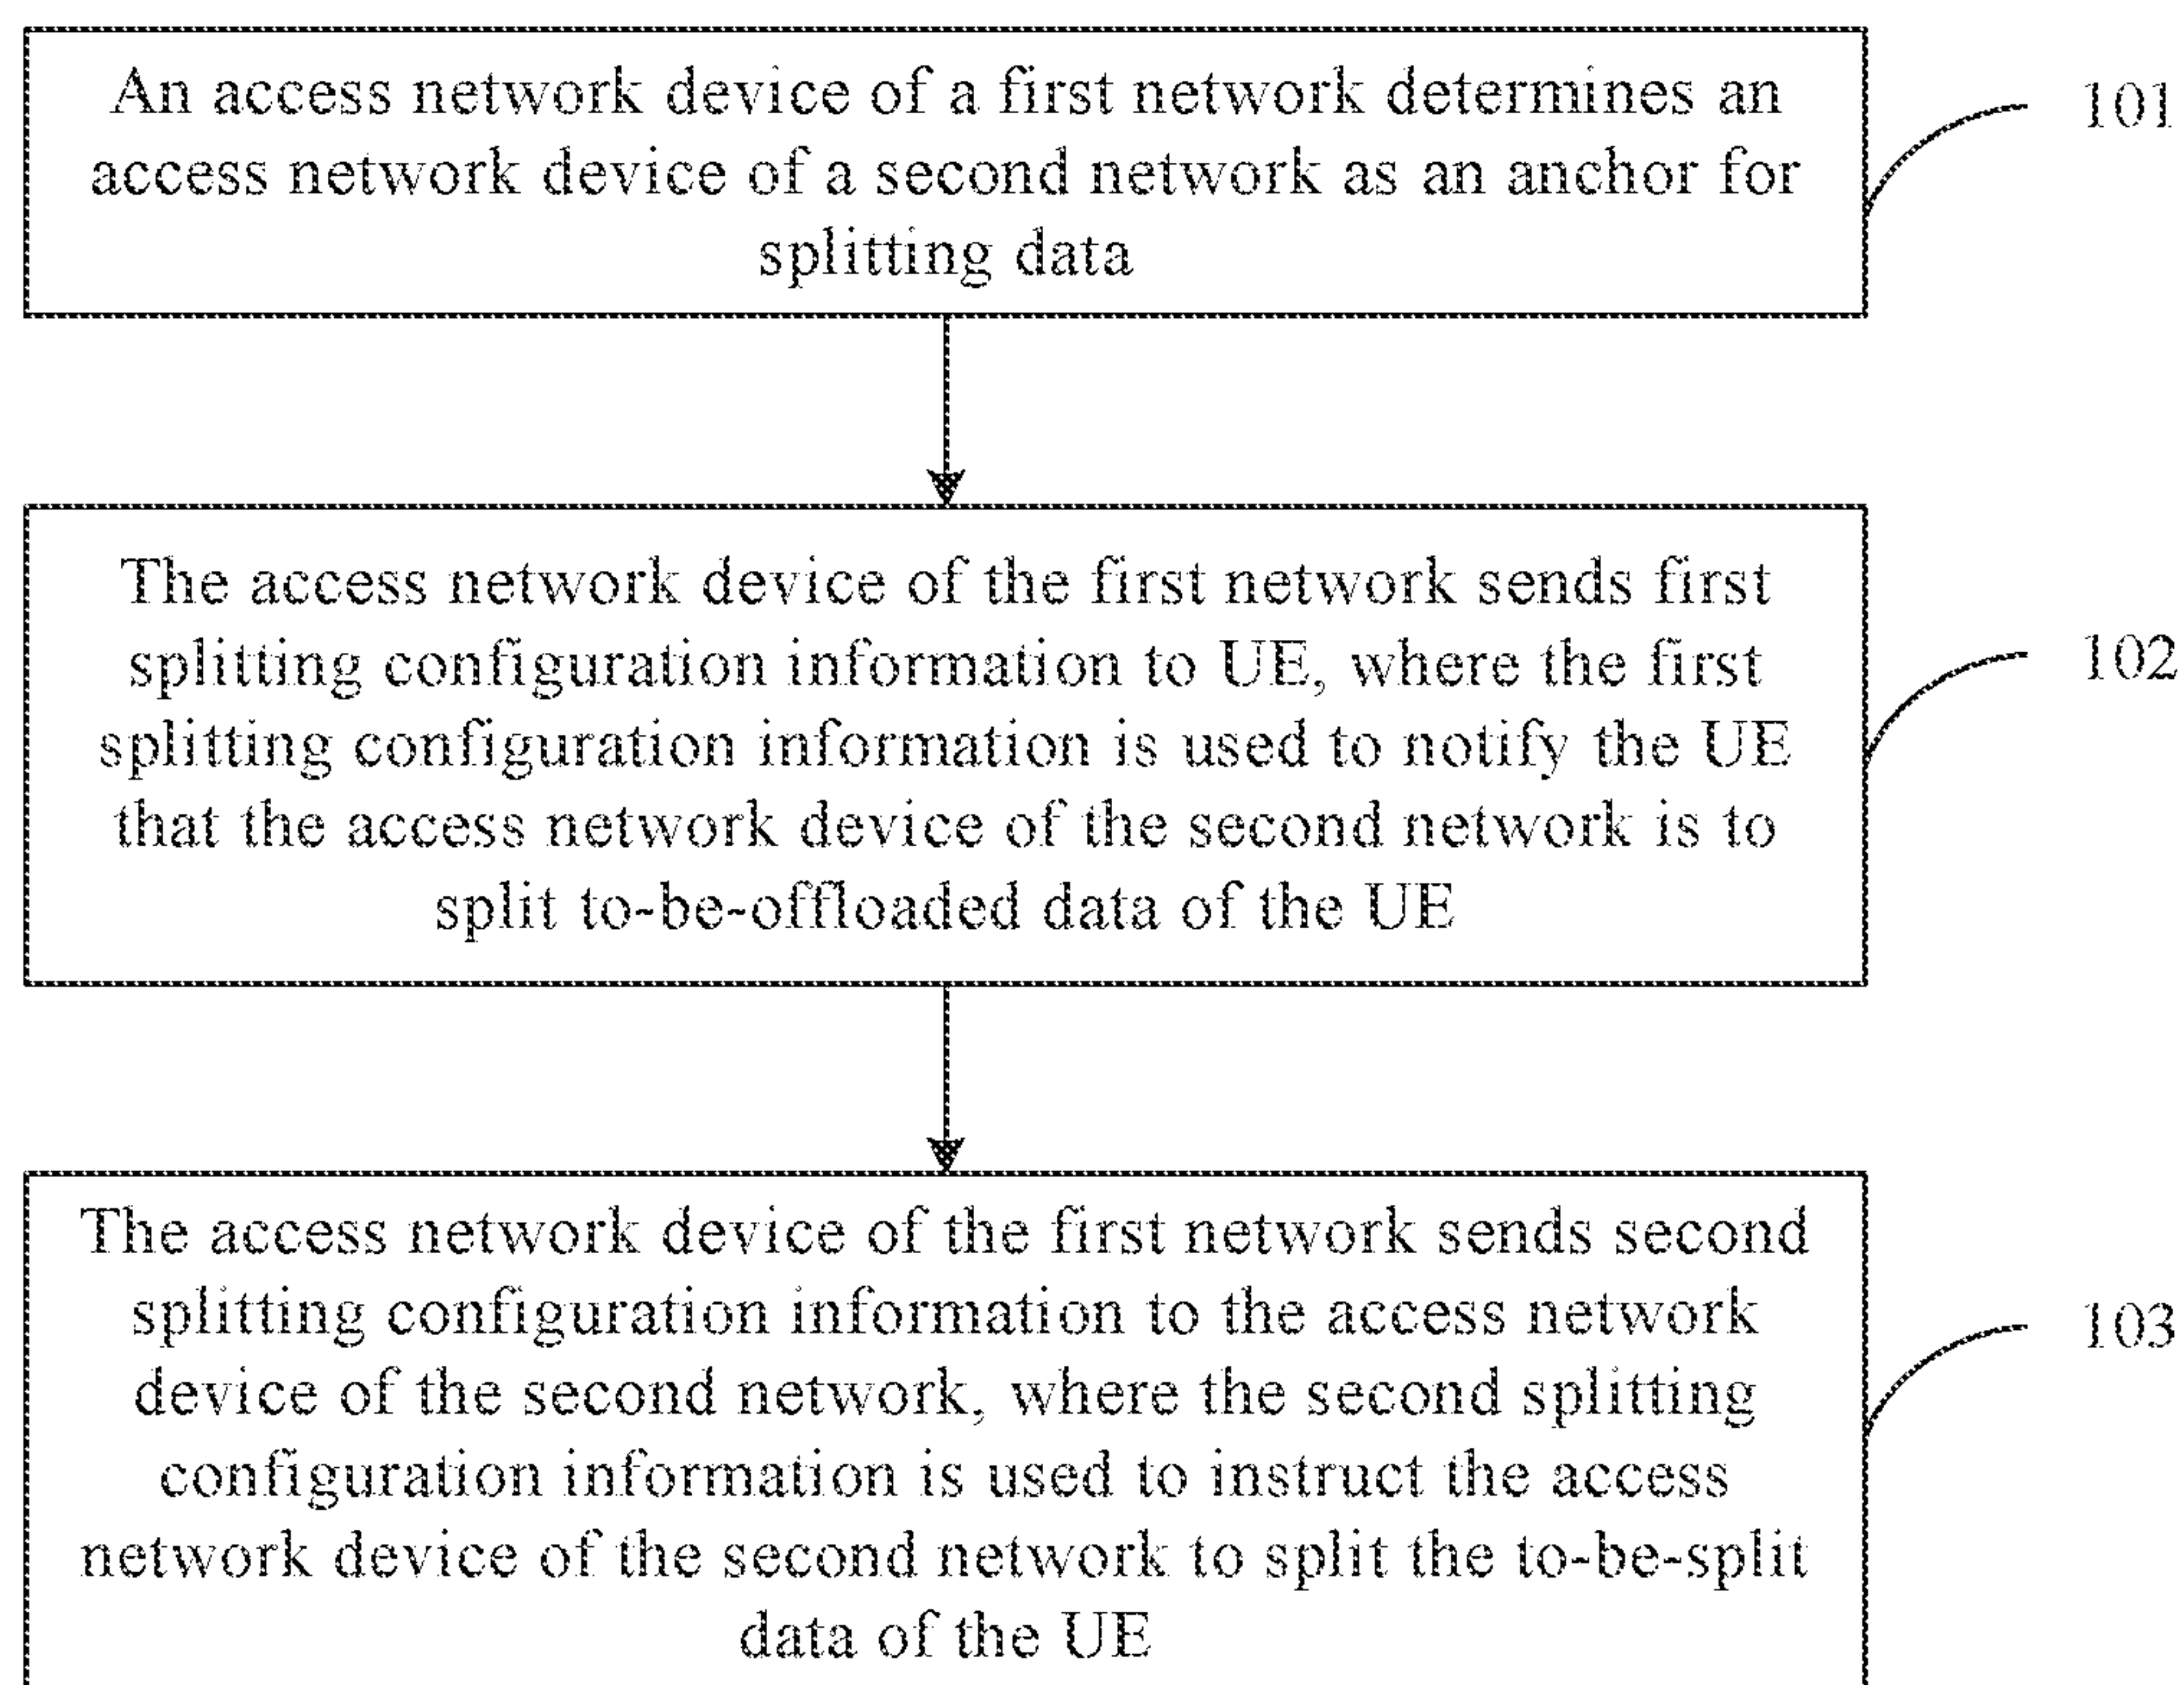 An access network device of a first network determines an
access network device of a second network as an anchor for
splitting data
101
The access network device of the first network sends first
splitting configuration information to UE, where the first
splitting configuration information is used to notify the UE
that the access network device of the second network is to
split to-be-offloaded data of the UE
102
The access network device of the first network sends second
splitting configuration information to the access network
device of the second network, where the second splitting
configuration information is used to instruct the access
network device of the second network to split the to-be-split
data of the UE
103